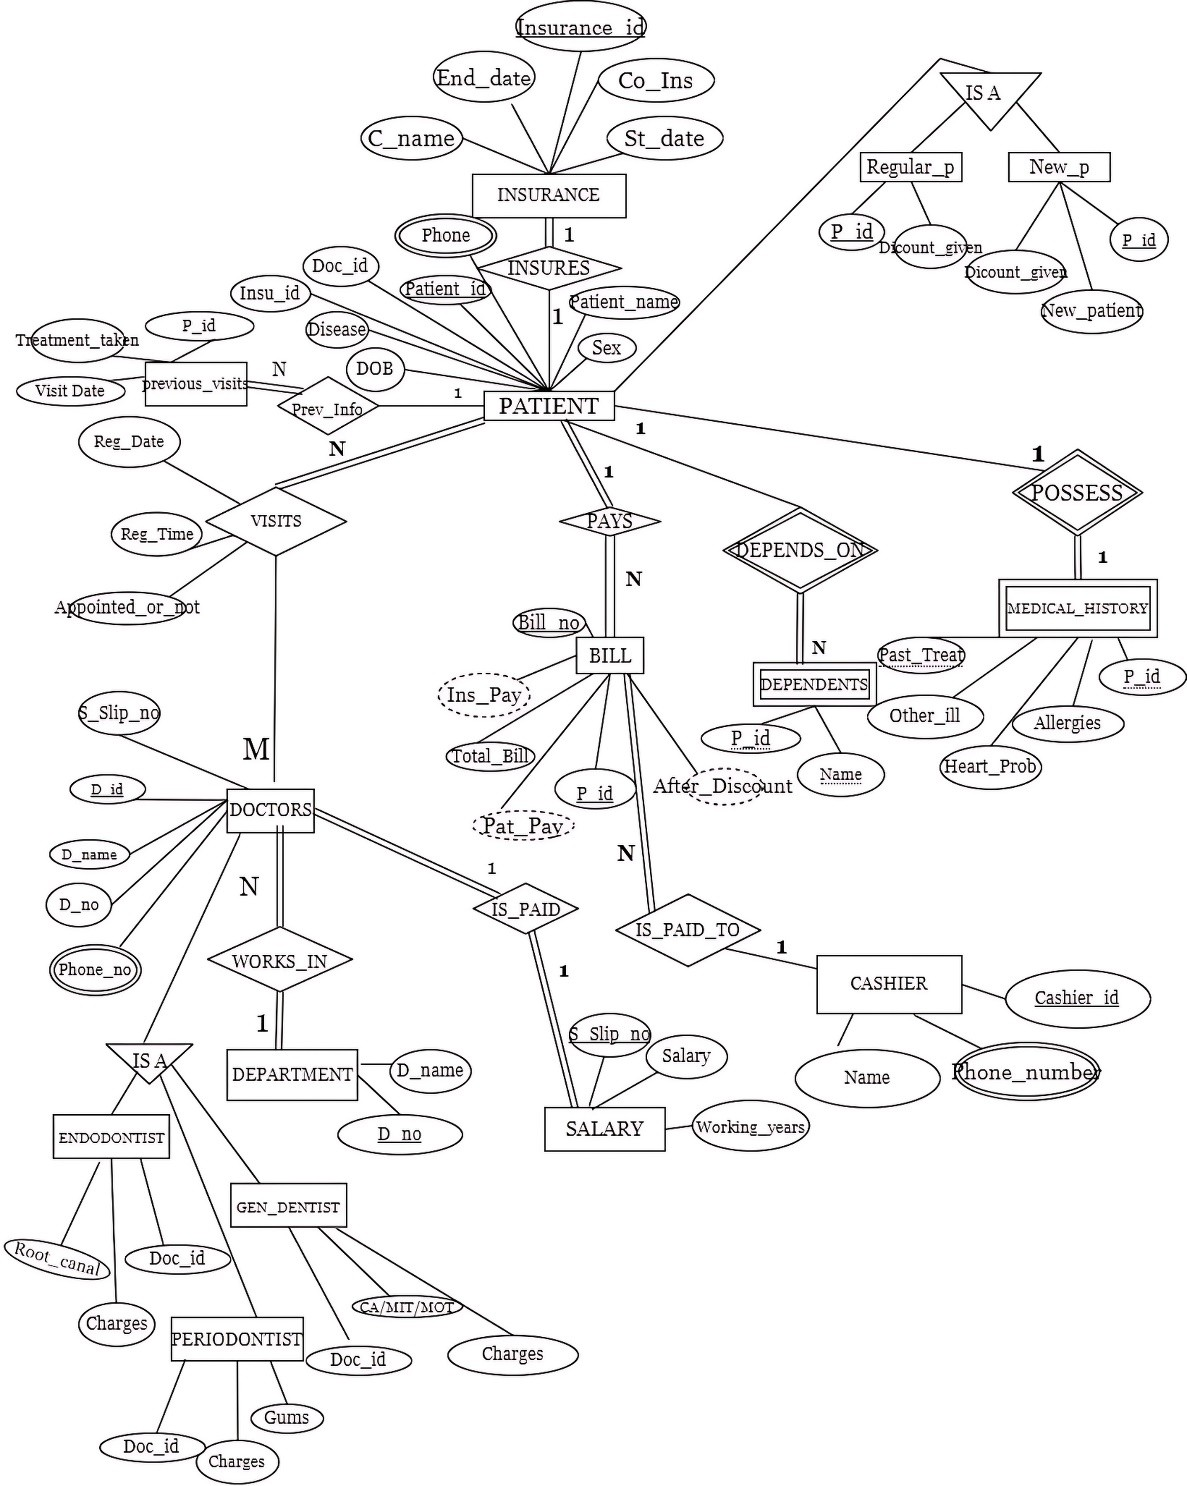 Insurance_id
End_date
Co_Ins
C_name
St_date
INSURANCE
1
INSURES
1
IS A
Regular_p
New_p
P_id
Dicount_given
Dicount_given
P_id
New_patient
Phone
Doc_id
Insu_id
Patient_id
Patient_name
Disease
Sex
DOB
P_id
Treatment_taken
Visit Date
previous_visits
N
Prev_Info
1
PATIENT
1
1
POSSESS
1
MEDICAL_HISTORY
Past_Treat
P_id
Other_ill
Allergies
Heart_Prob
Reg_Date
N
VISITS
Reg_Time
Appointed_or_not
M
1
PAYS
N
DEPENDS_ON
N
DEPENDENTS
P_id
Name
Bill_no
BILL
Ins_Pay
Total_Bill
P_id
After_Discount
Pat_Pay
S_Slip_no
D_id
DOCTORS
D_name
D_no
Phone_no
N
WORKS_IN
1
DEPARTMENT
D_name
D_no
1
IS_PAID
1
S_Slip_no
Salary
SALARY
Working_years
N
IS_PAID_TO
1
CASHIER
Cashier_id
Name
Phone_number
IS A
ENDODONTIST
Root_canal
Doc_id
Charges
GEN_DENTIST
CA/MIT/MOT
Doc_id
Charges
PERIODONTIST
Gums
Doc_id
Charges